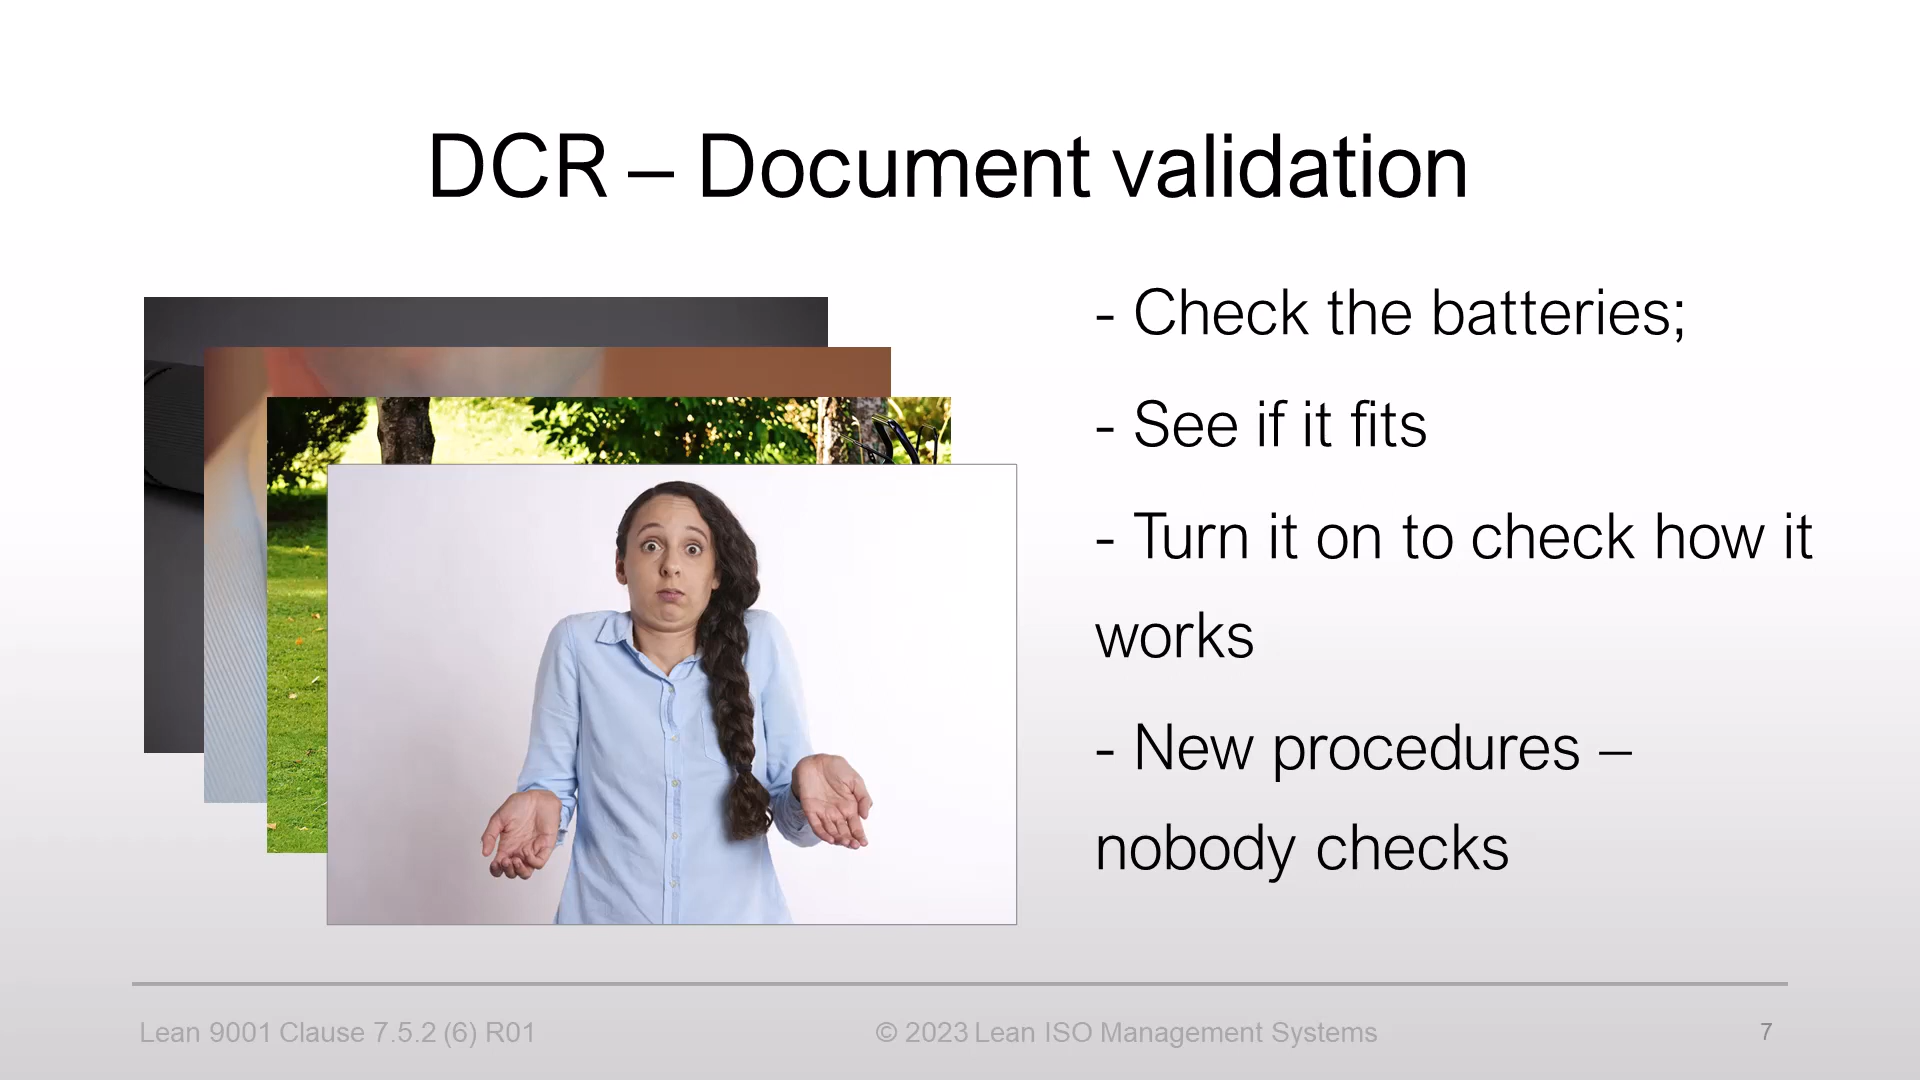 DCR – Document validation
- Check the batteries;
- See if it fits
- Turn it on to check how it
works
- New procedures –
nobody checks
Lean 9001 Clause 7.5.2 (6) R01
© 2023 Lean ISO Management Systems
7